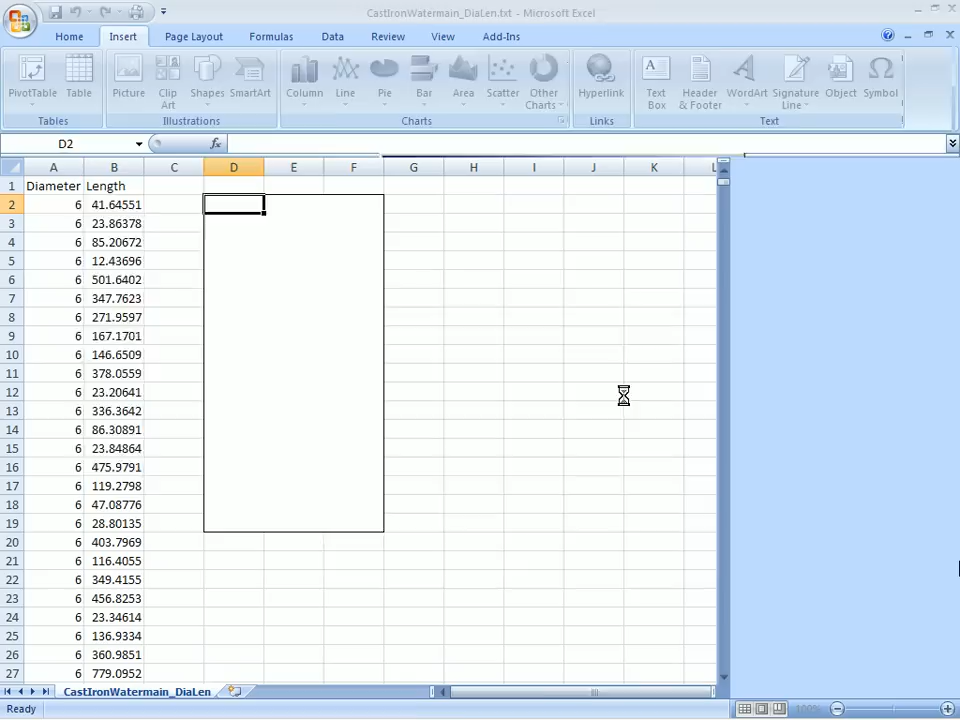 CastIronWatermain_DiaLen.txt - Microsoft Excel
Home Insert Page Layout Formulas Data Review View Add-Ins
PivotTable Table Picture Clip Art Shapes SmartArt Column Line Pie Bar Area Scatter Other Charts Hyperlink Text Box Header & Footer WordArt Signature Line Object Symbol
Tables Illustrations Charts Links Text
D2 fx
A B C D E F G H I J K L
1 Diameter Length
2 6 41.64551
3 6 23.86378
4 6 85.20672
5 6 12.43696
6 6 501.6402
7 6 347.7623
8 6 271.9597
9 6 167.1701
10 6 146.6509
11 6 378.0559
12 6 23.20641
13 6 336.3642
14 6 86.30891
15 6 23.84864
16 6 475.9791
17 6 119.2798
18 6 47.08776
19 6 28.80135
20 6 403.7969
21 6 116.4055
22 6 349.4155
23 6 456.8253
24 6 23.34614
25 6 136.9334
26 6 360.9851
27 6 779.0952
CastIronWatermain_DiaLen
Ready 100%